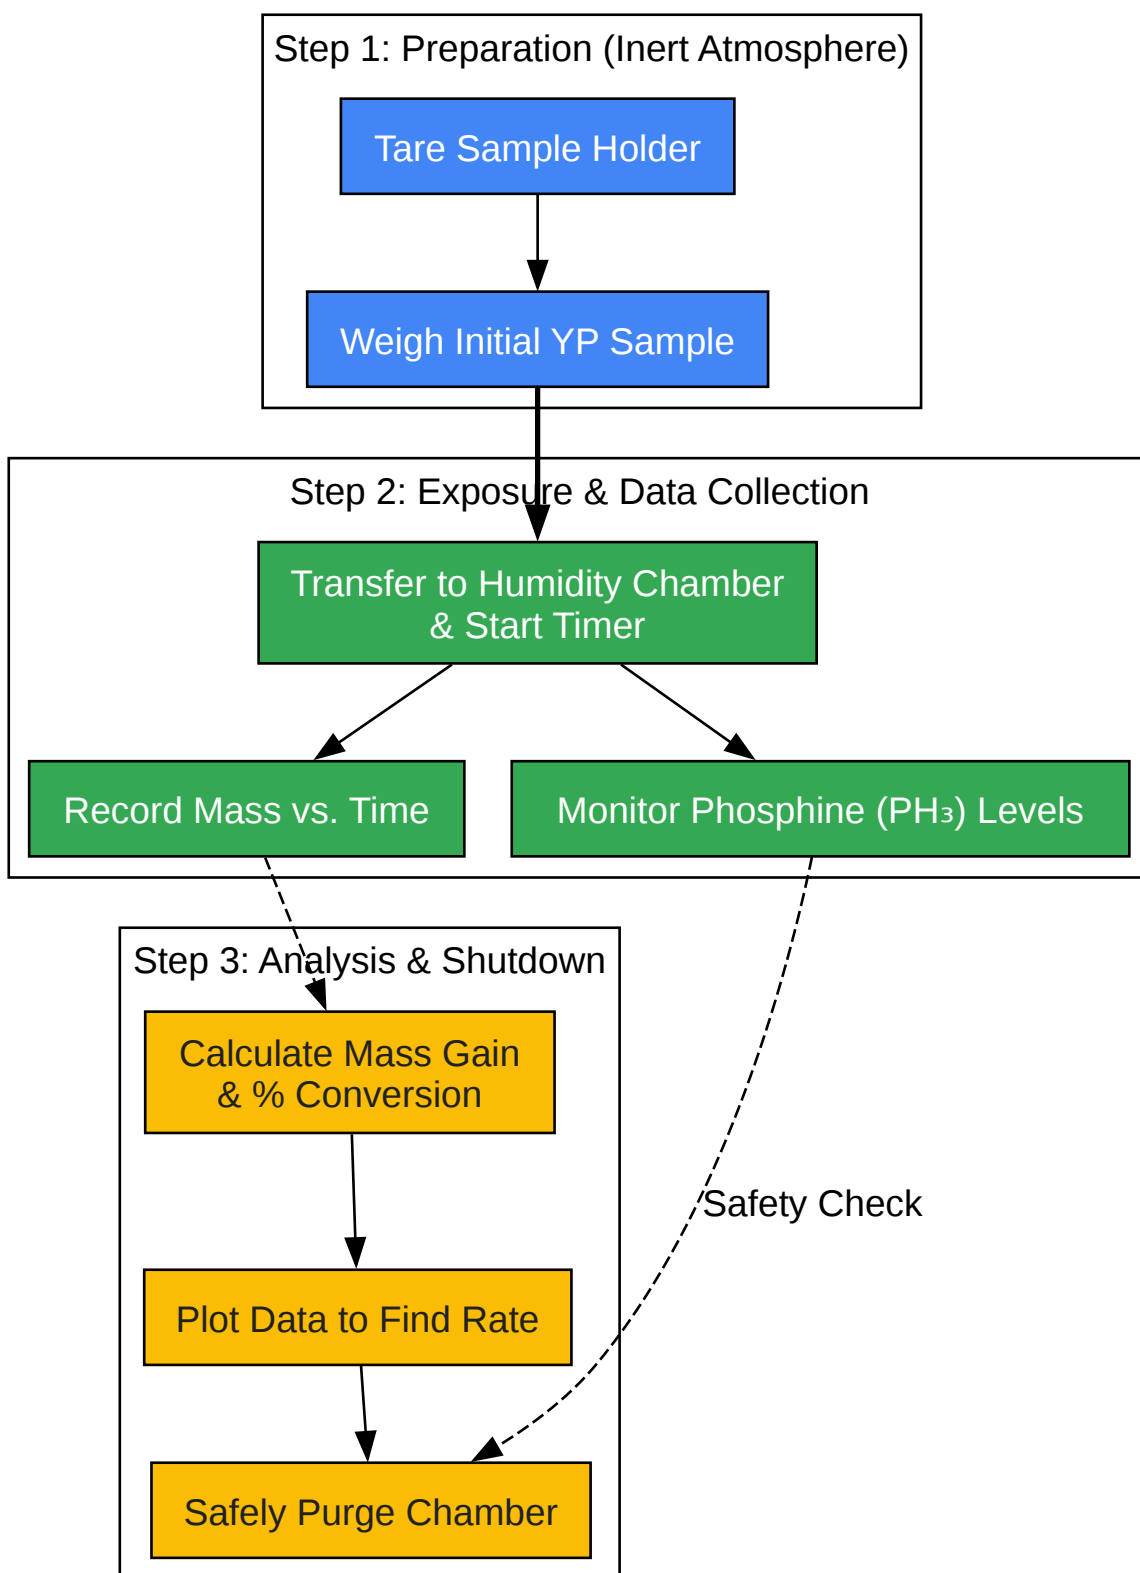 Step 1: Preparation (Inert Atmosphere)
Tare Sample Holder
Weigh Initial YP Sample
Step 2: Exposure & Data Collection
Transfer to Humidity Chamber
& Start Timer
Record Mass vs. Time
Monitor Phosphine (PH₃) Levels
Step 3: Analysis & Shutdown
Calculate Mass Gain
& % Conversion
Safety Check
Plot Data to Find Rate
Safely Purge Chamber